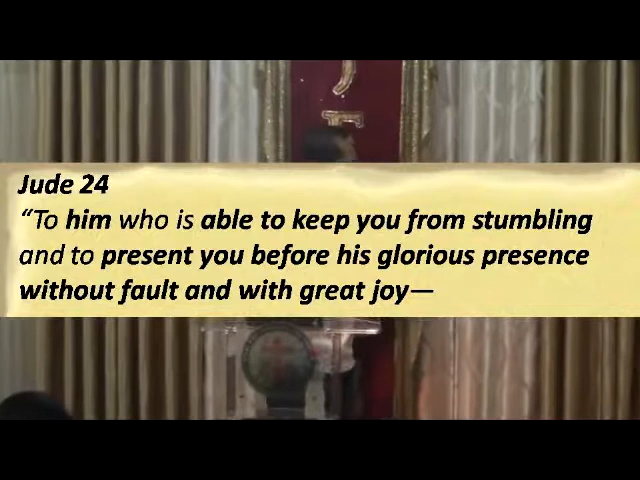 Jude 24
“To him who is able to keep you from stumbling
and to present you before his glorious presence
without fault and with great joy—